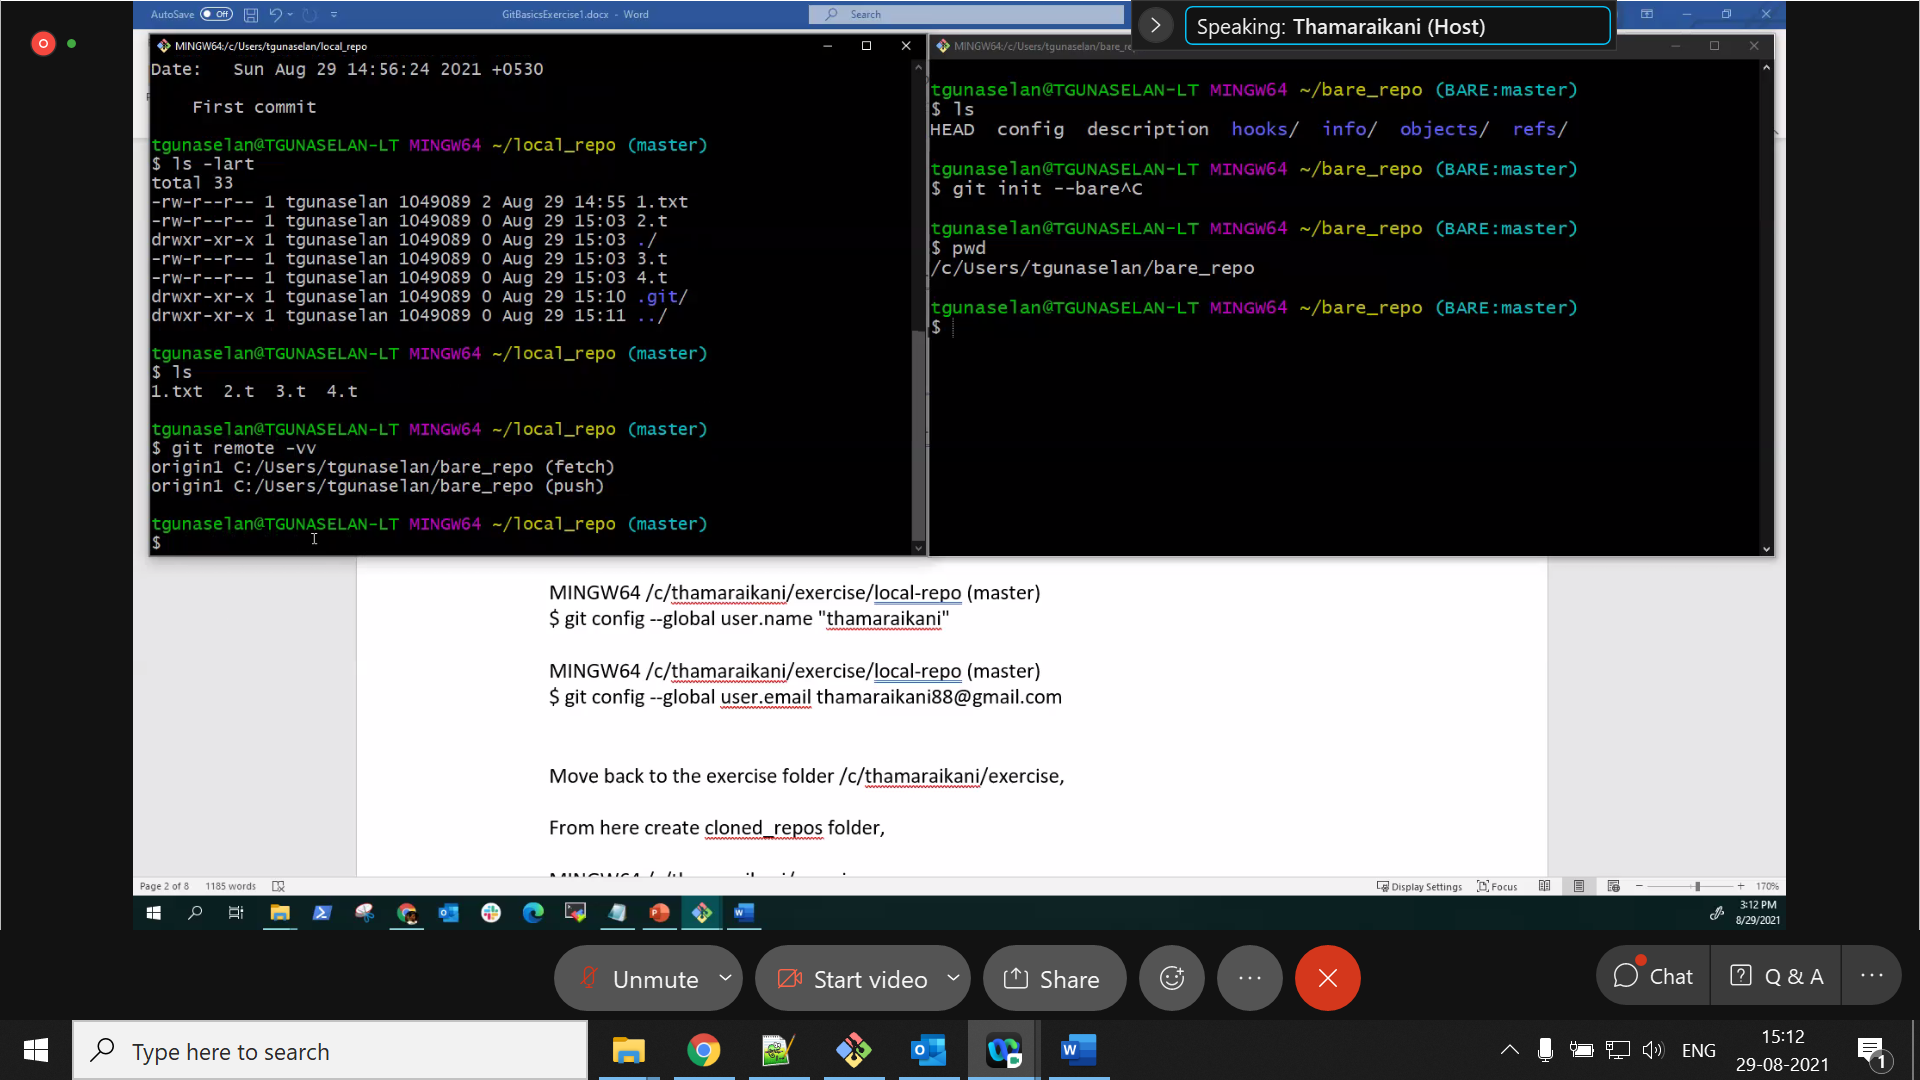 AutoSave Off
GitBasicsExercise1.docx - Word
Search
Speaking: Thamaraikani (Host)
MINGW64:/c/Users/tgunaselan/local_repo
Date:   Sun Aug 29 14:56:24 2021 +0530
First commit
tgunaselan@TGUNASELAN-LT MINGW64 ~/local_repo (master)
$ ls -lart
total 33
-rw-r--r-- 1 tgunaselan 1049089 2 Aug 29 14:55 1.txt
-rw-r--r-- 1 tgunaselan 1049089 0 Aug 29 15:03 2.t
drwxr-xr-x 1 tgunaselan 1049089 0 Aug 29 15:03 ./
-rw-r--r-- 1 tgunaselan 1049089 0 Aug 29 15:03 3.t
-rw-r--r-- 1 tgunaselan 1049089 0 Aug 29 15:03 4.t
drwxr-xr-x 1 tgunaselan 1049089 0 Aug 29 15:10 .git/
drwxr-xr-x 1 tgunaselan 1049089 0 Aug 29 15:11 ../
tgunaselan@TGUNASELAN-LT MINGW64 ~/local_repo (master)
$ ls
1.txt  2.t  3.t  4.t
tgunaselan@TGUNASELAN-LT MINGW64 ~/local_repo (master)
$ git remote -vv
origin1 C:/Users/tgunaselan/bare_repo (fetch)
origin1 C:/Users/tgunaselan/bare_repo (push)
tgunaselan@TGUNASELAN-LT MINGW64 ~/local_repo (master)
$
MINGW64:/c/Users/tgunaselan/bare_re
tgunaselan@TGUNASELAN-LT MINGW64 ~/bare_repo (BARE:master)
$ ls
HEAD  config  description  hooks/  info/  objects/  refs/
tgunaselan@TGUNASELAN-LT MINGW64 ~/bare_repo (BARE:master)
$ git init --bare^C
tgunaselan@TGUNASELAN-LT MINGW64 ~/bare_repo (BARE:master)
$ pwd
/c/Users/tgunaselan/bare_repo
tgunaselan@TGUNASELAN-LT MINGW64 ~/bare_repo (BARE:master)
$
MINGW64 /c/thamaraikani/exercise/local-repo (master)
$ git config --global user.name "thamaraikani"
MINGW64 /c/thamaraikani/exercise/local-repo (master)
$ git config --global user.email thamaraikani88@gmail.com
Move back to the exercise folder /c/thamaraikani/exercise,
From here create cloned_repos folder,
Page 2 of 8  1185 words
Display Settings  Focus  170%
3:12 PM
8/29/2021
Unmute  Start video  Share
Chat  Q & A
Type here to search
ENG
15:12
29-08-2021
1